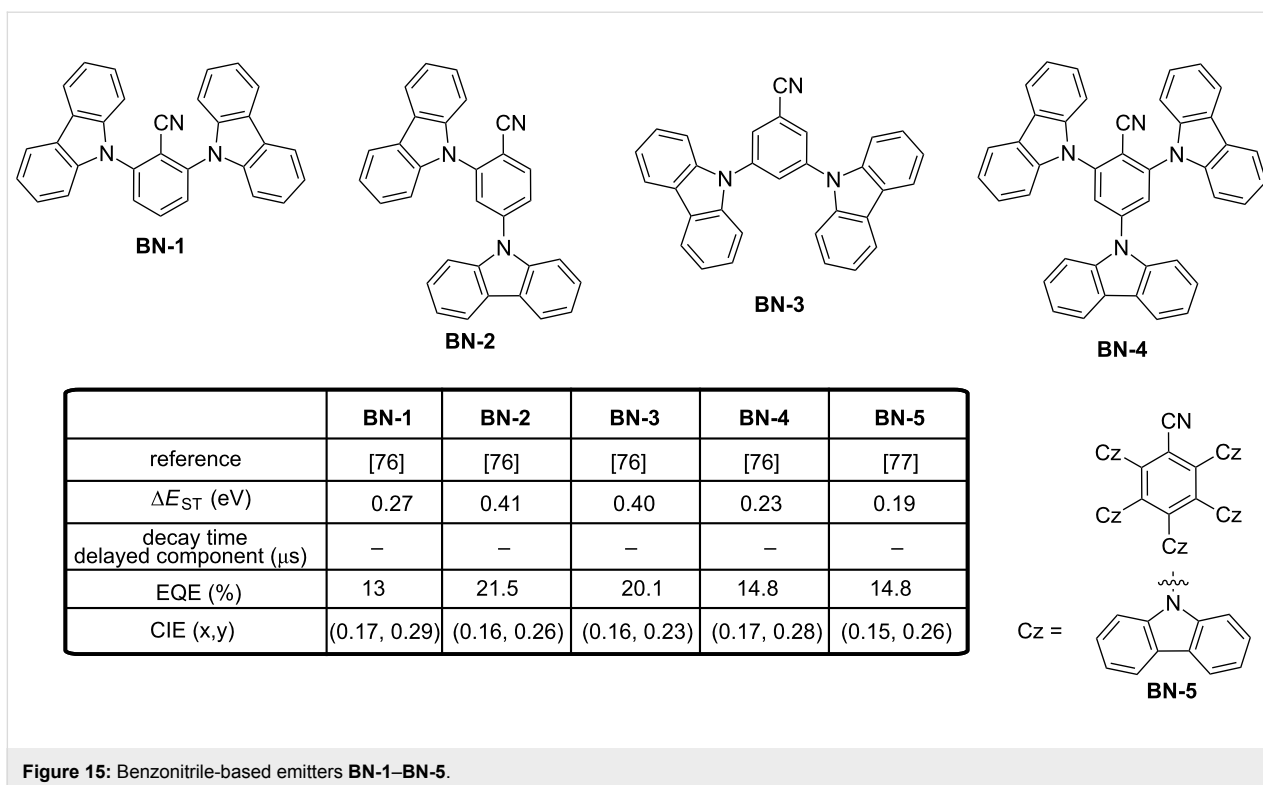 CN
N
N
BN-1
CN
N
N
BN-2
CN
N
N
BN-3
CN
N
N
N
BN-4
BN-1 BN-2 BN-3 BN-4 BN-5
reference [76] [76] [76] [76] [77]
ΔE_ST (eV) 0.27 0.41 0.40 0.23 0.19
decay time
delayed component (μs) – – – – –
EQE (%) 13 21.5 20.1 14.8 14.8
CIE (x,y) (0.17, 0.29) (0.16, 0.26) (0.16, 0.23) (0.17, 0.28) (0.15, 0.26)
CN
Cz Cz
Cz Cz
Cz
N
Cz =
BN-5
Figure 15: Benzonitrile-based emitters BN-1–BN-5.